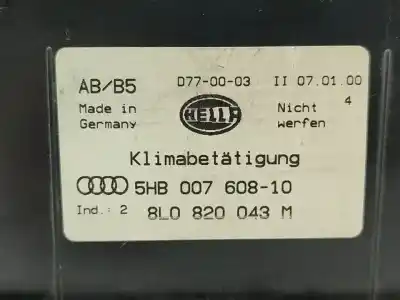 AB/B5 D77-00-03 II 07.01.00
Made in Germany HELLA Nicht 4 werfen
Klimabetätigung
5HB 007 608-10
Ind.: 2 8L0 820 043 M